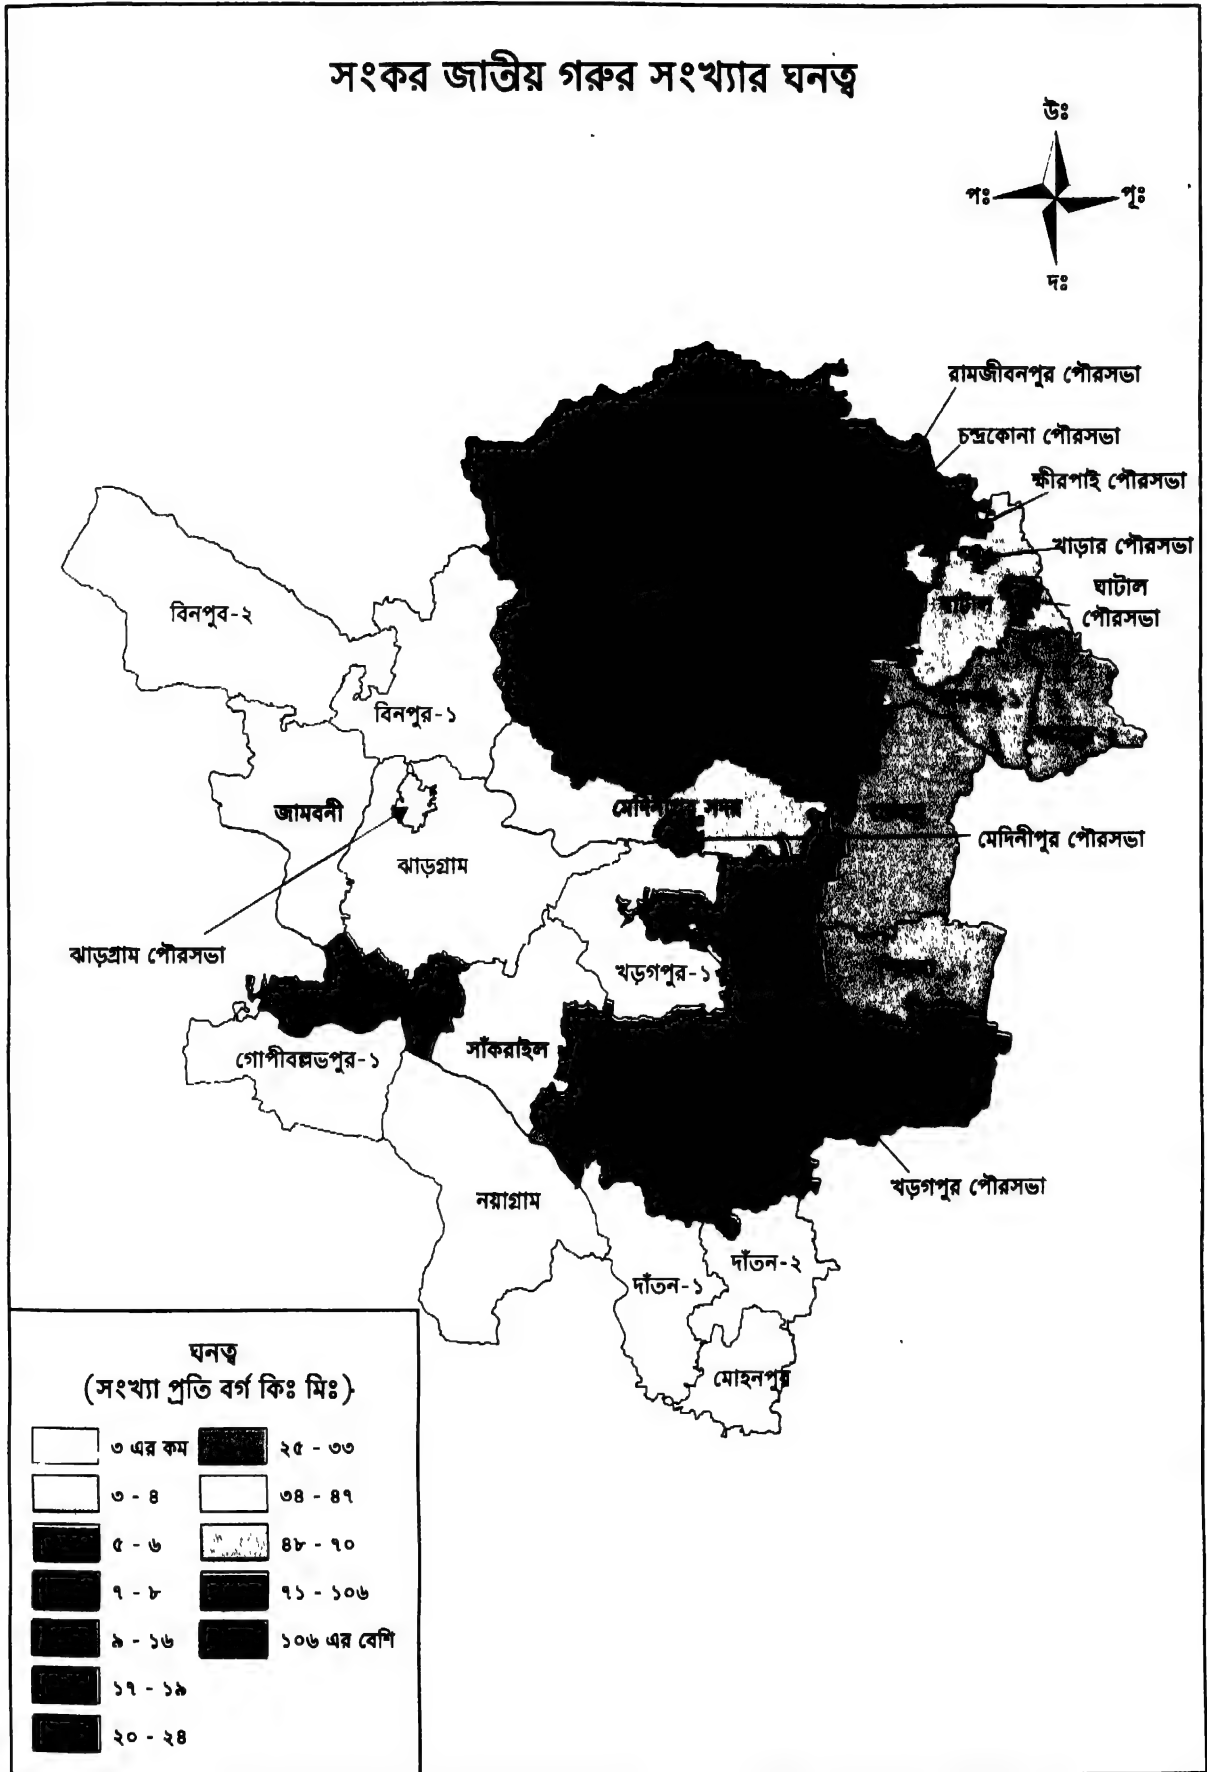 সংকর জাতীয় গরুর সংখ্যার ঘনত্ব
উঃ
পঃ
পূঃ
দঃ
রামজীবনপুর পৌরসভা
চন্দ্রকোনা পৌরসভা
ক্ষীরপাই পৌরসভা
খাড়ার পৌরসভা
ঘাটাল
পৌরসভা
ঘাটাল
বিনপুব-২
বিনপুর-১
জামবনী
মেদিনীপুর সদর
মেদিনীপুর পৌরসভা
ঝাড়গ্রাম
ঝাড়গ্রাম পৌরসভা
খড়গপুর-১
সাঁকরাইল
গোপীবল্লভপুর-১
খড়গপুর পৌরসভা
নয়াগ্রাম
দাঁতন-২
দাঁতন-১
মোহনপুর
ঘনত্ব
(সংখ্যা প্রতি বর্গ কিঃ মিঃ)
৩ এর কম
৩ - ৪
৫ - ৬
৭ - ৮
৯ - ১৬
১৭ - ১৯
২০ - ২৪
২৫ - ৩৩
৩৪ - ৪৭
৪৮ - ৭০
৭১ - ১০৬
১০৬ এর বেশি